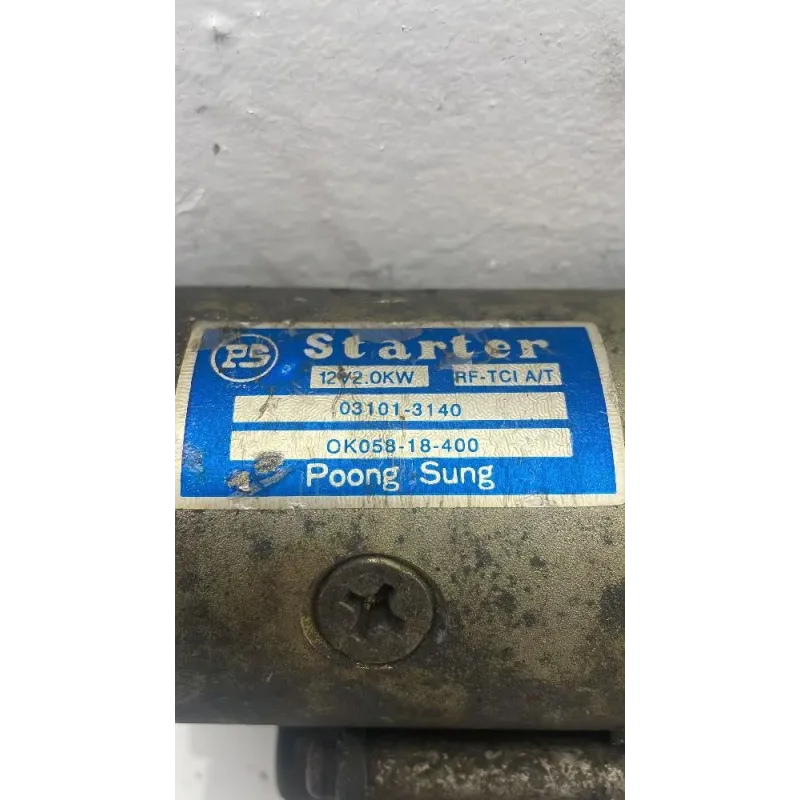 PS Starter
12V2.0KW RF-TCI A/T
03101-3140
OK058-18-400
Poong Sung